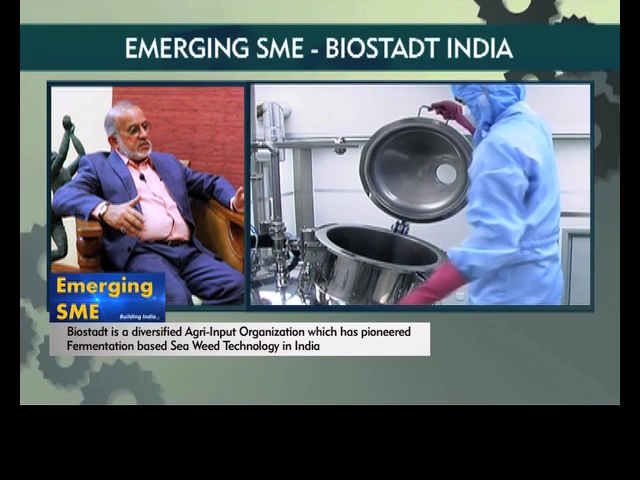 EMERGING SME - BIOSTADT INDIA
Emerging
SME
Building India...
Biostadt is a diversified Agri-Input Organization which has pioneered
Fermentation based Sea Weed Technology in India